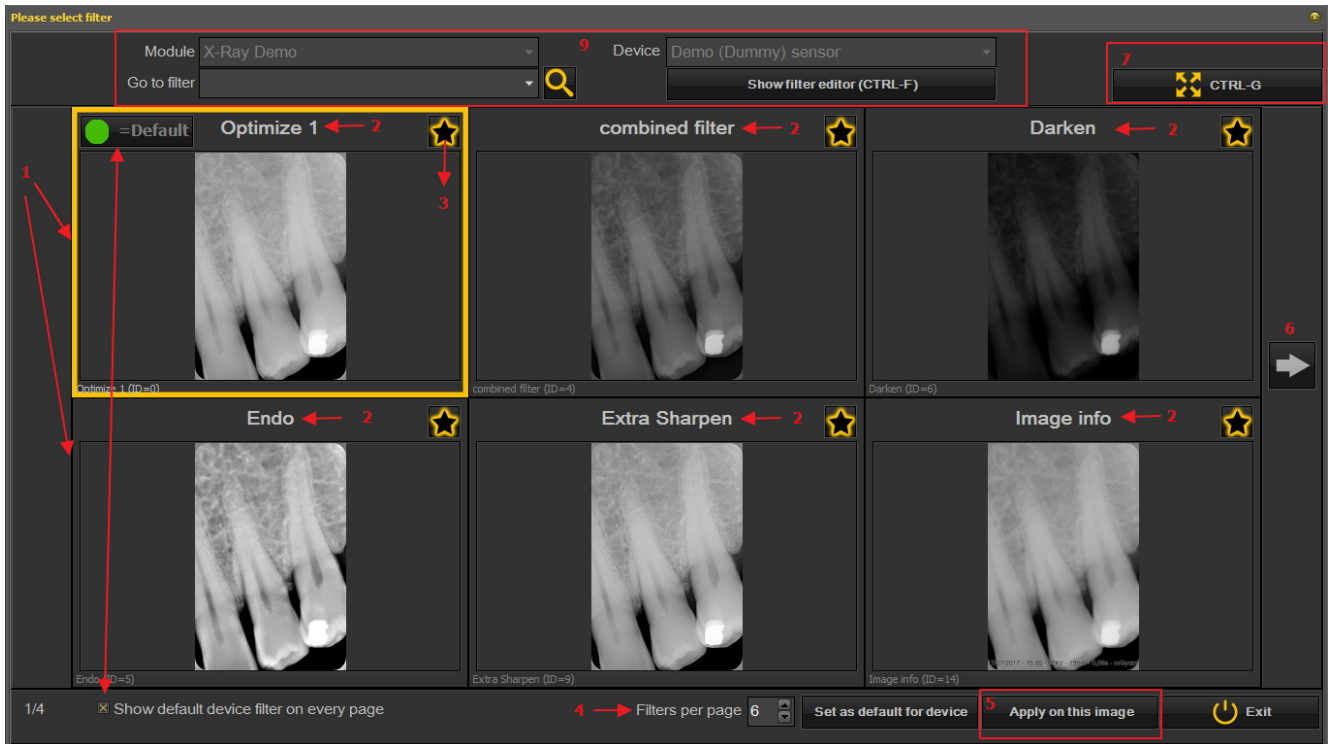 Please select filter
Module X-Ray Demo 9 Device Demo (Dummy) sensor 7
Go to filter Show filter editor (CTRL-F) CTRL-G
=Default Optimize 1 2 combined filter 2 Darken 2
1
3
6
Optimize 1 (ID=0) combined filter (ID=4) Darken (ID=6)
Endo 2 Extra Sharpen 2 Image info 2
Endo (ID=5) Extra Sharpen (ID=9) Image info (ID=14)
1/4 Show default device filter on every page 4 Filters per page 6 Set as default for device 5 Apply on this image Exit